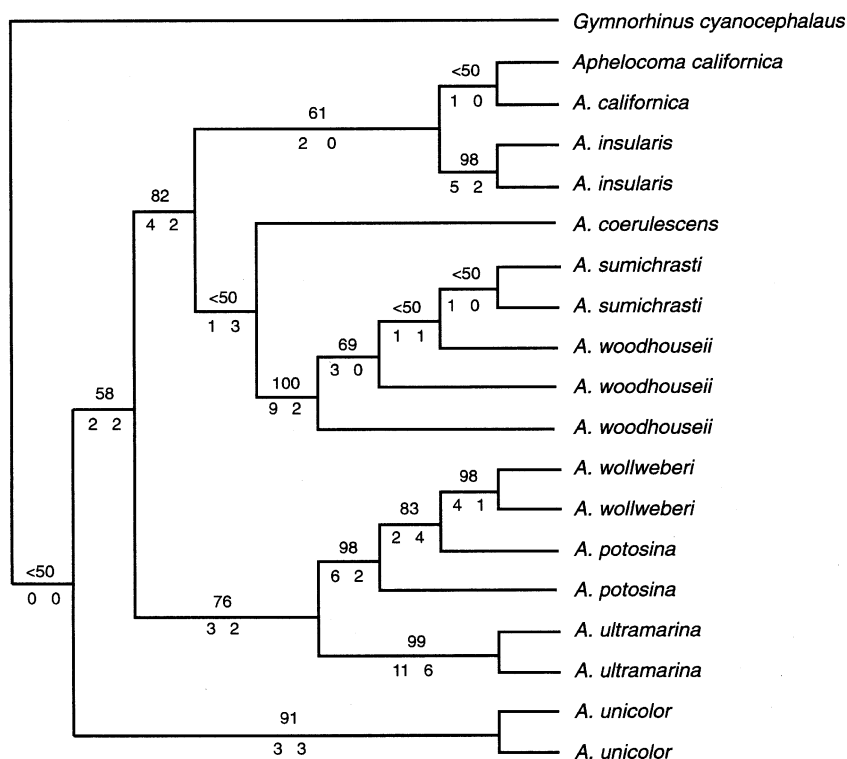 Gymnorhinus cyanocephalaus
<50
Aphelocoma californica
1 0
A. californica
61
2 0
A. insularis
98
5 2
A. insularis
82
4 2
A. coerulescens
<50
A. sumichrasti
<50
1 3
1 0
A. sumichrasti
<50
1 1
A. woodhouseii
69
3 0
A. woodhouseii
100
9 2
A. woodhouseii
58
2 2
A. wollweberi
98
4 1
A. wollweberi
83
2 4
A. potosina
98
6 2
A. potosina
<50
0 0
76
3 2
A. ultramarina
99
11 6
A. ultramarina
A. unicolor
91
3 3
A. unicolor